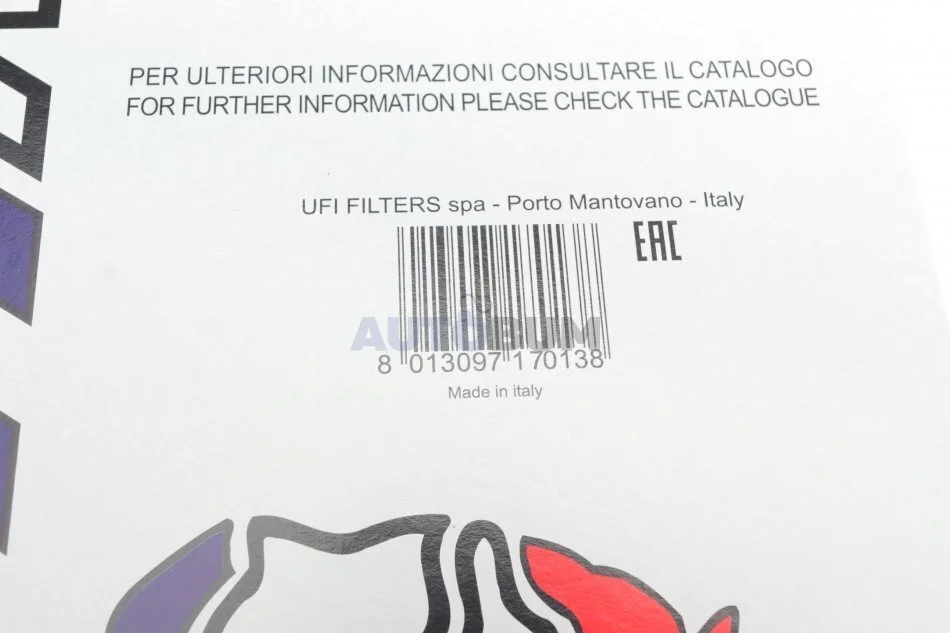 PER ULTERIORI INFORMAZIONI CONSULTARE IL CATALOGO
FOR FURTHER INFORMATION PLEASE CHECK THE CATALOGUE
UFI FILTERS spa - Porto Mantovano - Italy
EAC
AUTOBUM
8 013097 170138
Made in italy